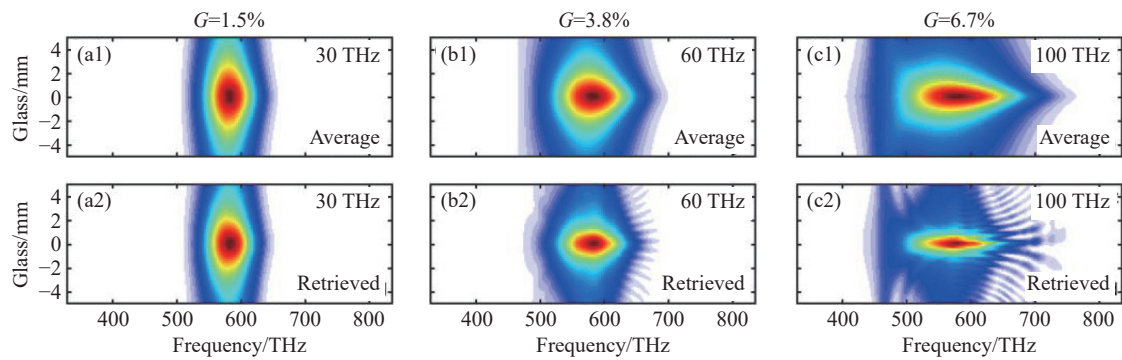 G=1.5% G=3.8% G=6.7%
(a1) 30 THz Average
(b1) 60 THz Average
(c1) 100 THz Average
Glass/mm
4
2
0
−2
−4
(a2) 30 THz Retrieved
(b2) 60 THz Retrieved
(c2) 100 THz Retrieved
Glass/mm
4
2
0
−2
−4
400 500 600 700 800 400 500 600 700 800 400 500 600 700 800
Frequency/THz Frequency/THz Frequency/THz